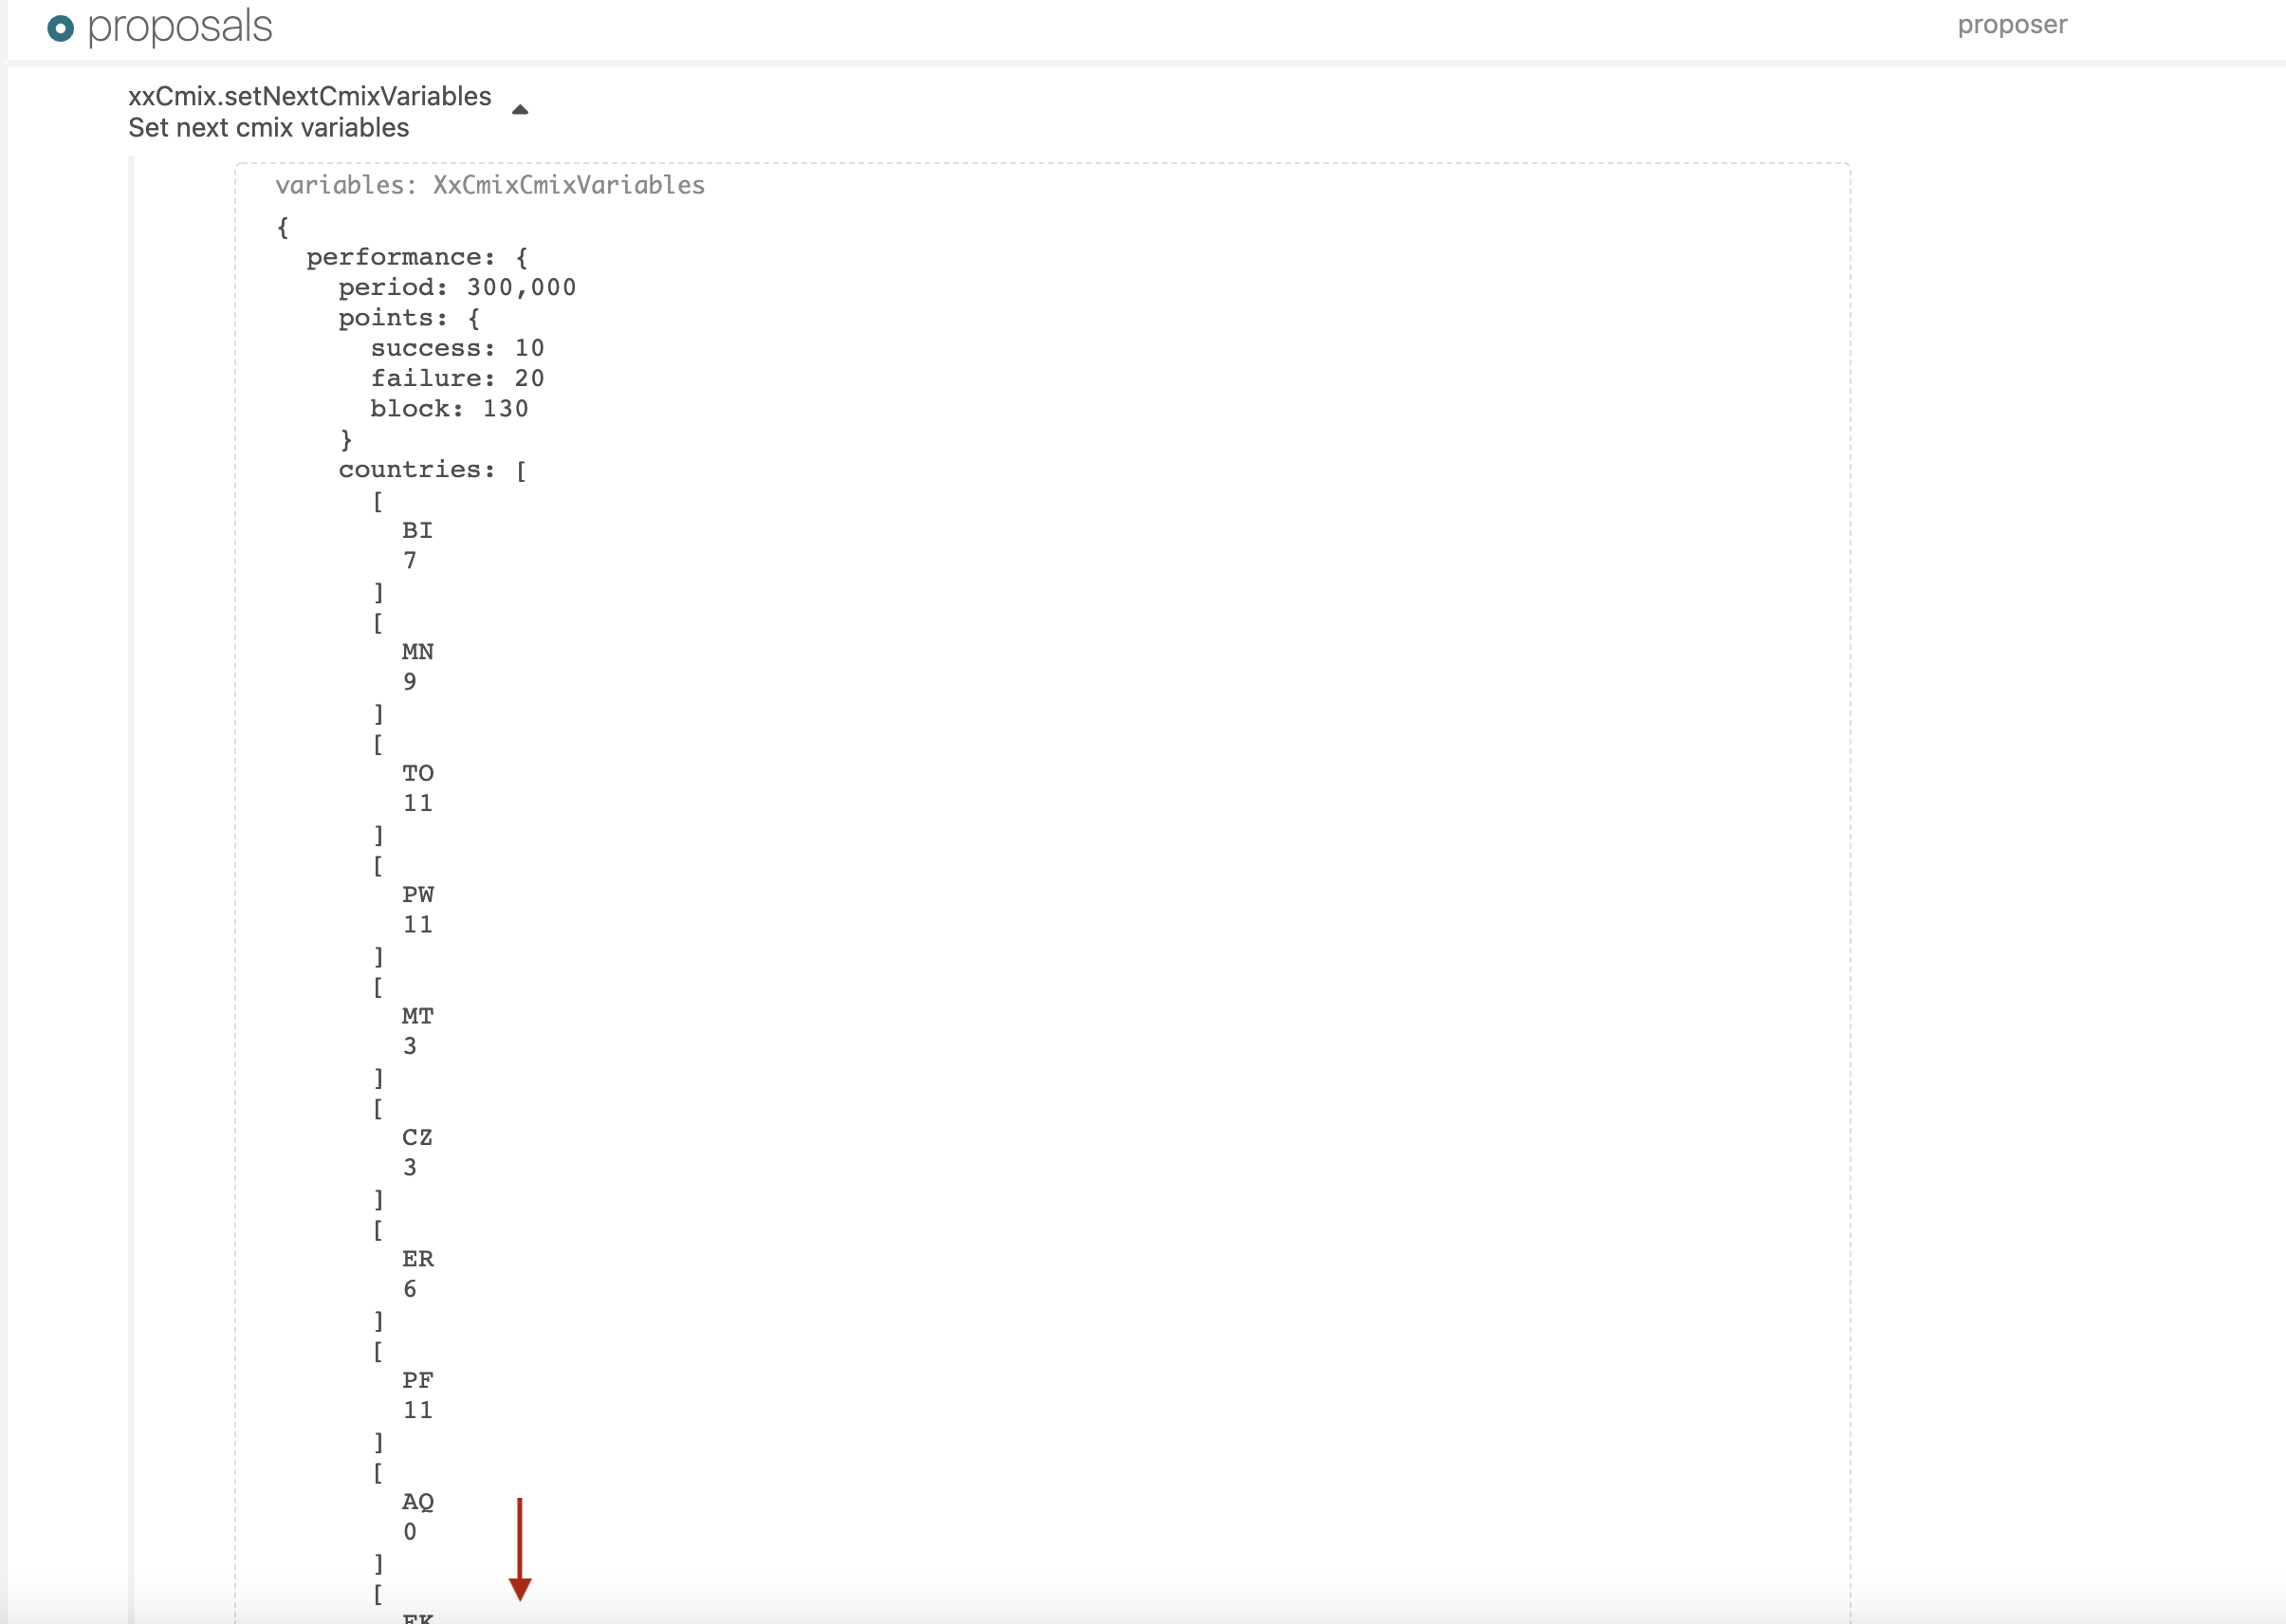 proposals
proposer
xxCmix.setNextCmixVariables
Set next cmix variables
variables: XxCmixCmixVariables
{
performance: {
period: 300,000
points: {
success: 10
failure: 20
block: 130
}
countries: [
[
BI
7
]
[
MN
9
]
[
TO
11
]
[
PW
11
]
[
MT
3
]
[
CZ
3
]
[
ER
6
]
[
PF
11
]
[
AQ
0
]
[